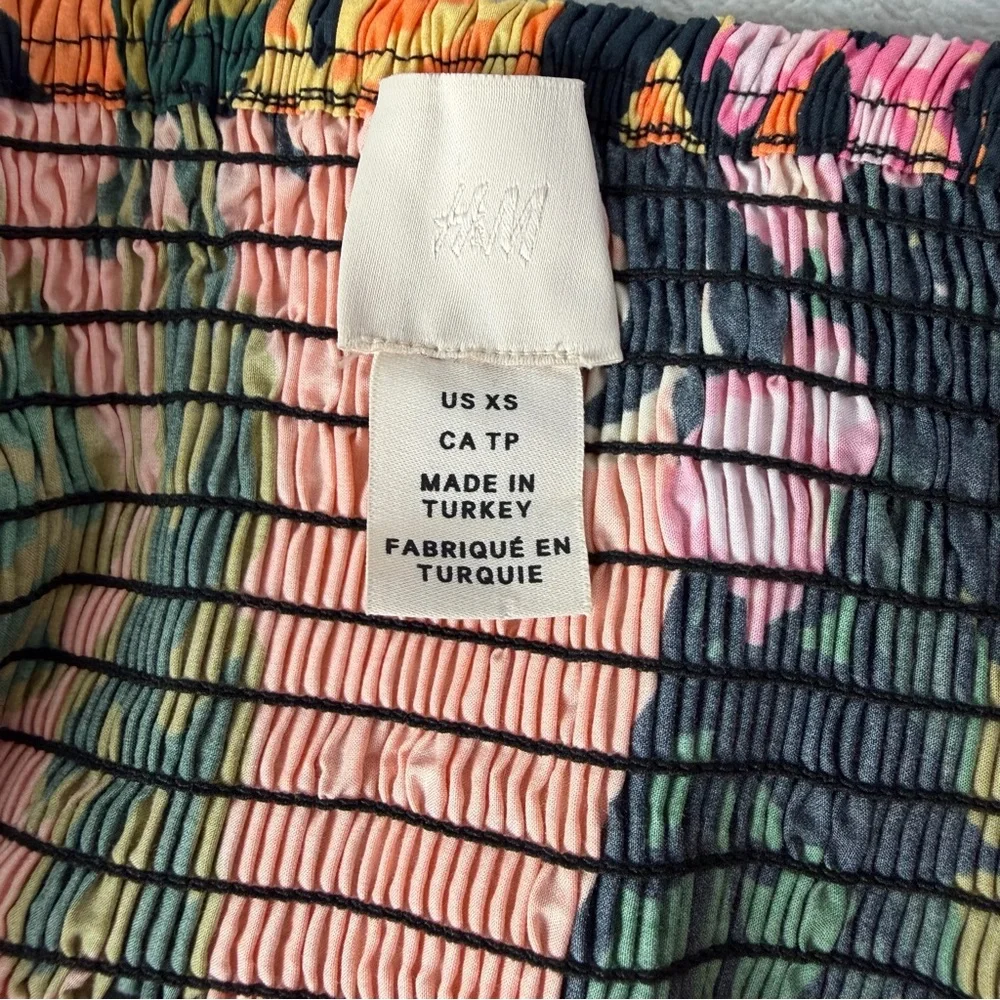 H&M
US XS
CA TP
MADE IN
TURKEY
FABRIQUÉ EN
TURQUIE